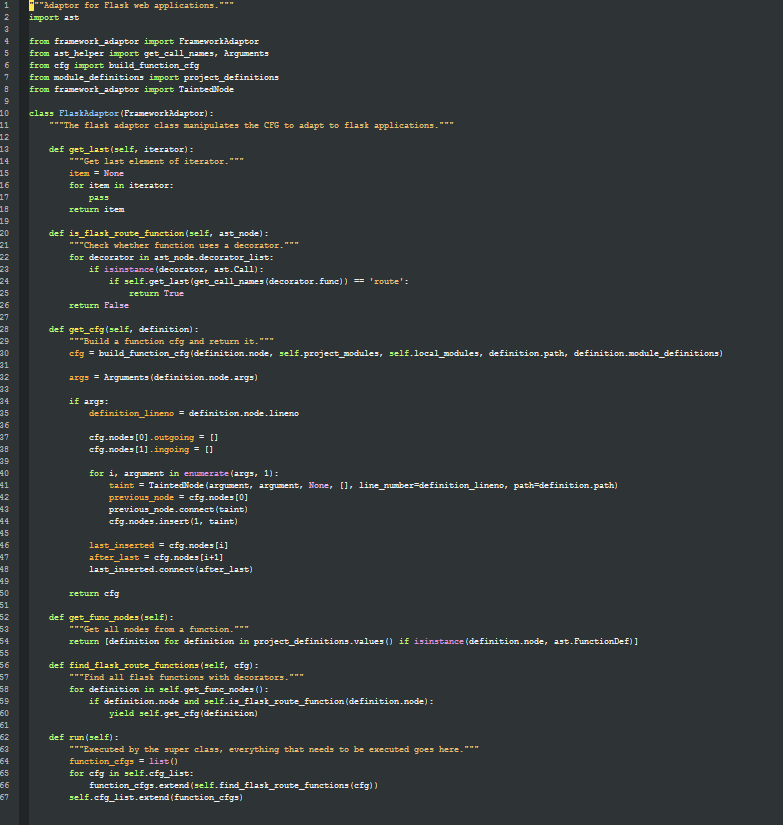 1 """Adaptor for Flask web applications."""
2 import ast
3
4 from framework_adaptor import FrameworkAdaptor
5 from ast_helper import get_call_names, Arguments
6 from cfg import build_function_cfg
7 from module_definitions import project_definitions
8 from framework_adaptor import TaintedNode
9
10 class FlaskAdaptor(FrameworkAdaptor):
11     """The flask adaptor class manipulates the CFG to adapt to flask applications."""
12
13     def get_last(self, iterator):
14         """Get last element of iterator."""
15         item = None
16         for item in iterator:
17             pass
18         return item
19
20     def is_flask_route_function(self, ast_node):
21         """Check whether function uses a decorator."""
22         for decorator in ast_node.decorator_list:
23             if isinstance(decorator, ast.Call):
24                 if self.get_last(get_call_names(decorator.func)) == 'route':
25                     return True
26         return False
27
28     def get_cfg(self, definition):
29         """Build a function cfg and return it."""
30         cfg = build_function_cfg(definition.node, self.project_modules, self.local_modules, definition.path, definition.module_definitions)
31
32         args = Arguments(definition.node.args)
33
34         if args:
35             definition_lineno = definition.node.lineno
36
37             cfg.nodes[0].outgoing = []
38             cfg.nodes[1].ingoing = []
39
40             for i, argument in enumerate(args, 1):
41                 taint = TaintedNode(argument, argument, None, [], line_number=definition_lineno, path=definition.path)
42                 previous_node = cfg.nodes[0]
43                 previous_node.connect(taint)
44                 cfg.nodes.insert(1, taint)
45
46             last_inserted = cfg.nodes[i]
47             after_last = cfg.nodes[i+1]
48             last_inserted.connect(after_last)
49
50         return cfg
51
52     def get_func_nodes(self):
53         """Get all nodes from a function."""
54         return [definition for definition in project_definitions.values() if isinstance(definition.node, ast.FunctionDef)]
55
56     def find_flask_route_functions(self, cfg):
57         """Find all flask functions with decorators."""
58         for definition in self.get_func_nodes():
59             if definition.node and self.is_flask_route_function(definition.node):
60                 yield self.get_cfg(definition)
61
62     def run(self):
63         """Executed by the super class, everything that needs to be executed goes here."""
64         function_cfgs = list()
65         for cfg in self.cfg_list:
66             function_cfgs.extend(self.find_flask_route_functions(cfg))
67         self.cfg_list.extend(function_cfgs)